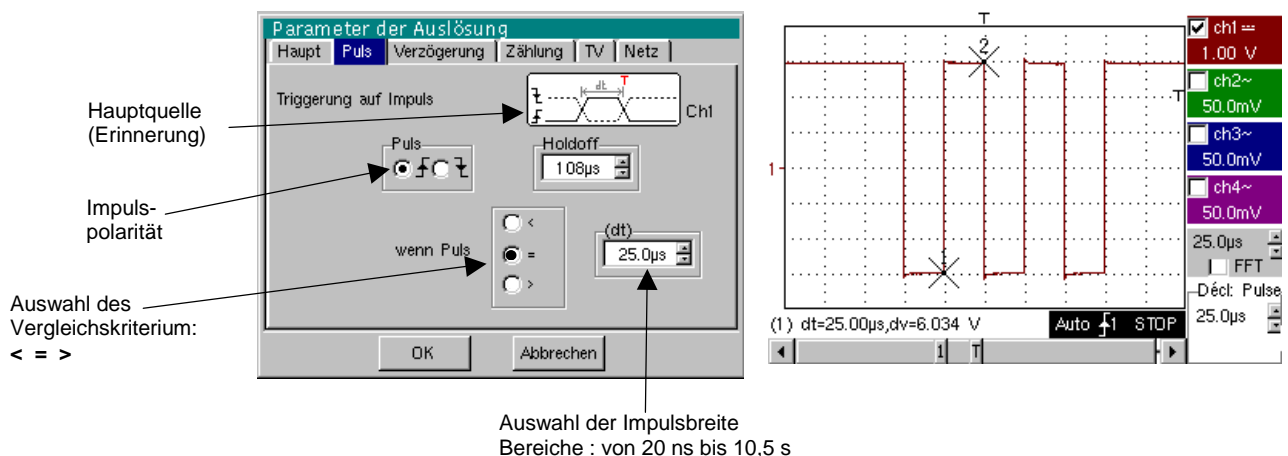 Parameter der Auslösung
Haupt Puls Verzögerung Zählung TV Netz
Triggerung auf Impuls
dt T
Ch1
Puls
Holdoff
108µs
<
wenn Puls
=
>
(dt)
25.0µs
OK Abbrechen
Hauptquelle
(Erinnerung)
Impuls-
polarität
Auswahl des
Vergleichskriterium:
< = >
Auswahl der Impulsbreite
Bereiche : von 20 ns bis 10,5 s
T
2
T
1
1
(1) dt=25.00µs,dv=6.034 V
Auto 1 STOP
1 T
ch1
1.00 V
ch2~
50.0mV
ch3~
50.0mV
ch4~
50.0mV
25.0µs
FFT
Décl: Pulse
25.0µs